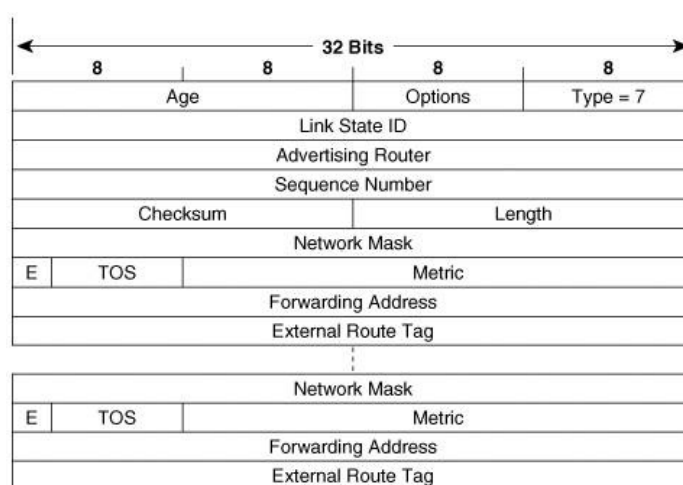 32 Bits
8 8 8 8
Age Options Type = 7
Link State ID
Advertising Router
Sequence Number
Checksum Length
Network Mask
E TOS Metric
Forwarding Address
External Route Tag
Network Mask
E TOS Metric
Forwarding Address
External Route Tag